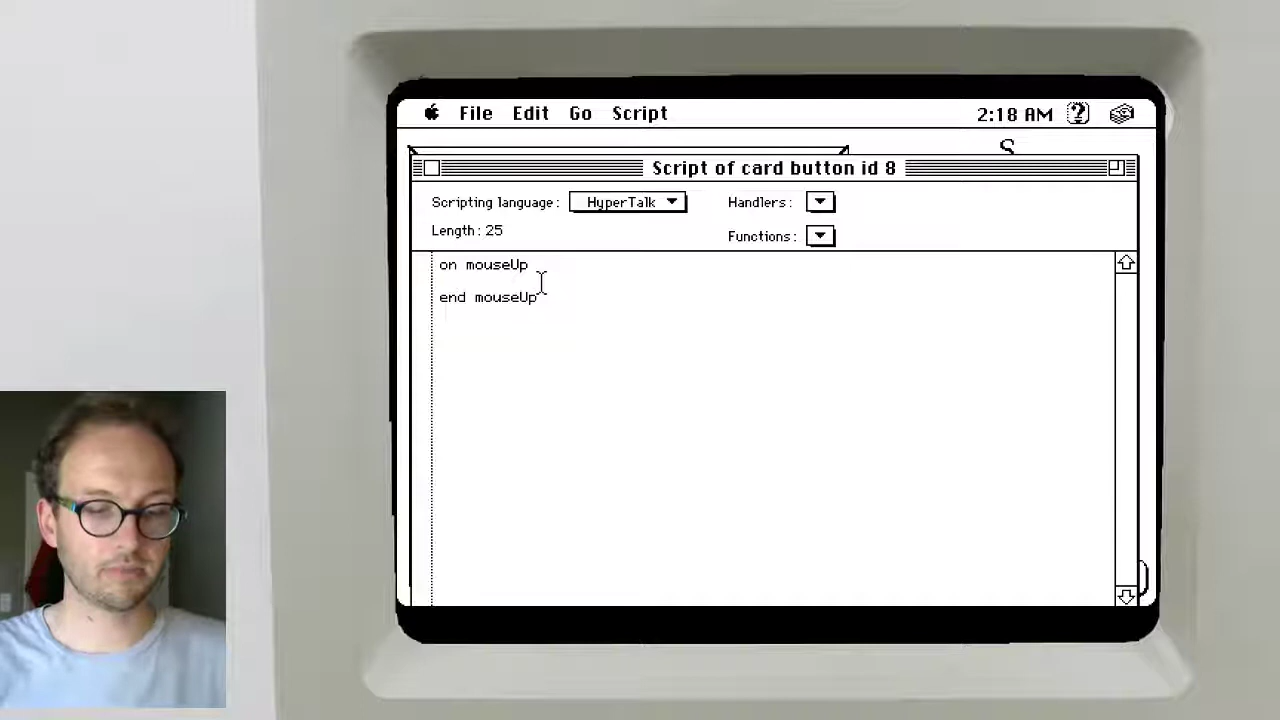 File Edit Go Script 2:18 AM
S
Script of card button id 8
Scripting language: HyperTalk Handlers:
Length: 25
Functions:
on mouseUp
end mouseUp